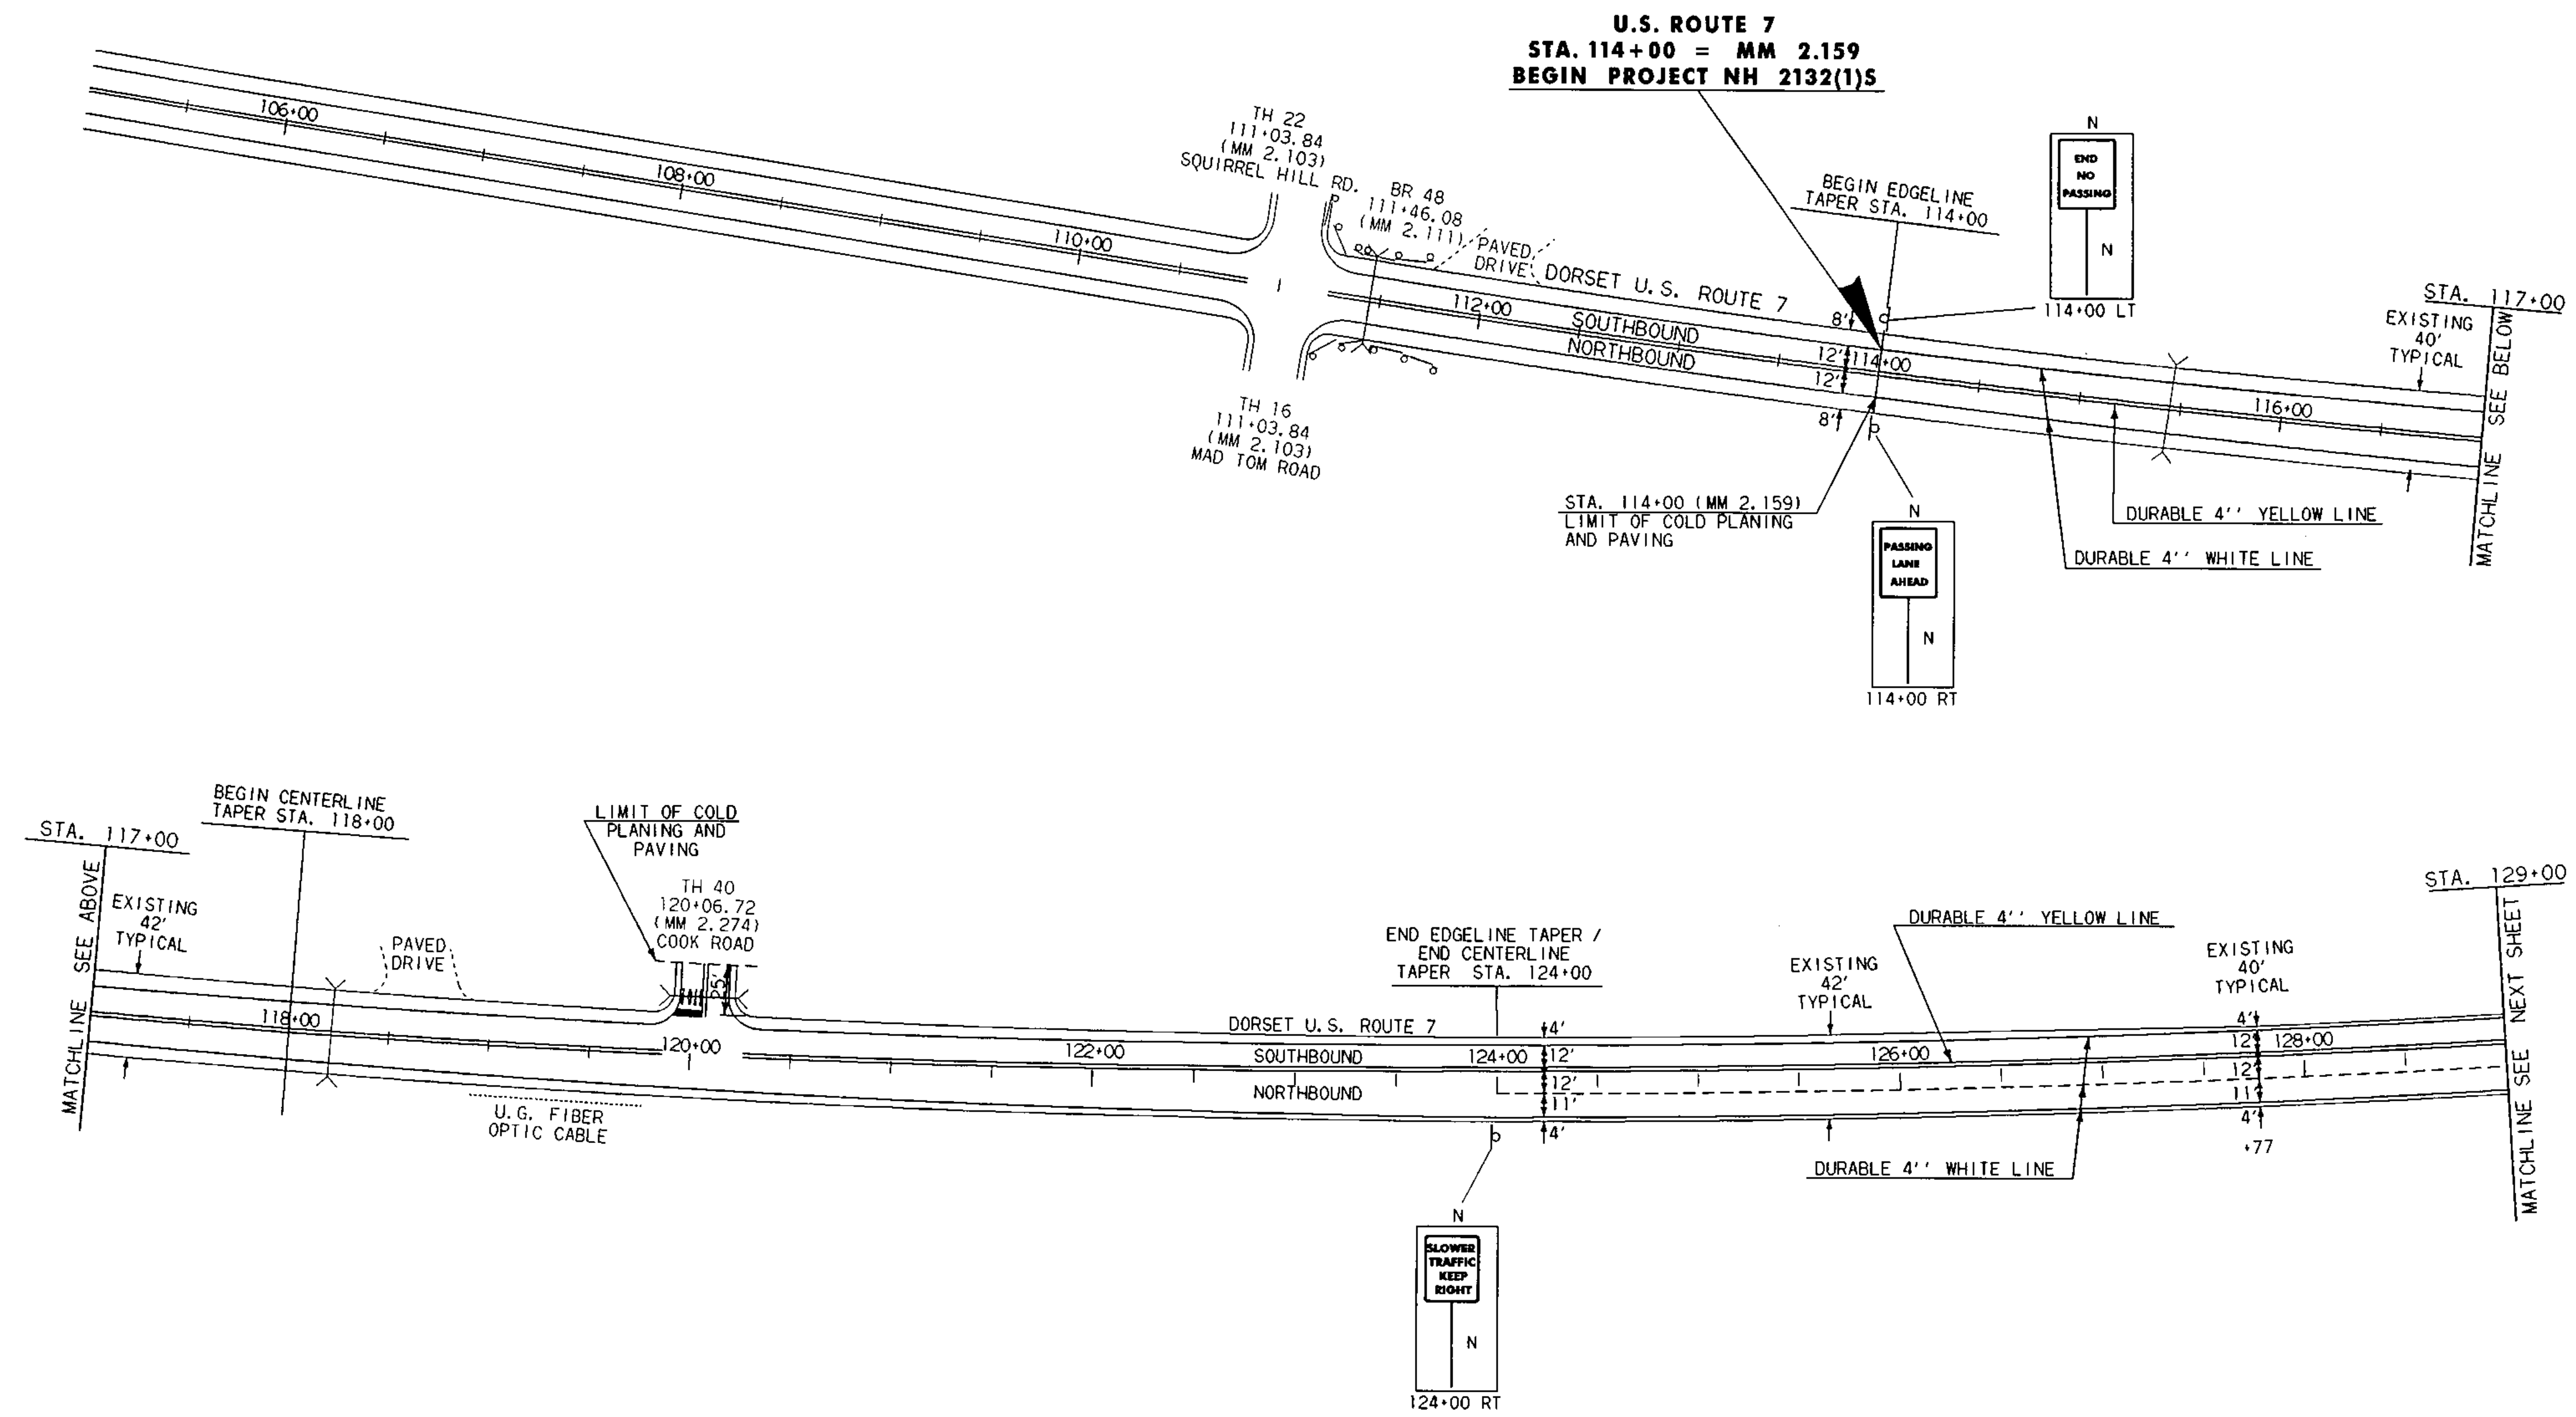 U.S. ROUTE 7
STA. 114+00 = MM 2.159
BEGIN PROJECT NH 2132(1)S
106+00
108+00
110+00
TH 22
111+03.84
(MM 2.103)
SQUIRREL HILL RD.
BR 48
111+46.08
(MM 2.111)
PAVED
DRIVE
DORSET U.S. ROUTE 7
112+00
SOUTHBOUND
NORTHBOUND
TH 16
111+03.84
(MM 2.103)
MAD TOM ROAD
BEGIN EDGELINE
TAPER STA. 114+00
8'
12'
114+00
12'
8'
N
END
NO
PASSING
N
114+00 LT
STA. 117+00
EXISTING
40'
TYPICAL
116+00
MATCHLINE SEE BELOW
STA. 114+00 (MM 2.159)
LIMIT OF COLD PLANING
AND PAVING
N
PASSING
LANE
AHEAD
N
114+00 RT
DURABLE 4'' YELLOW LINE
DURABLE 4'' WHITE LINE
STA. 117+00
MATCHLINE SEE ABOVE
BEGIN CENTERLINE
TAPER STA. 118+00
EXISTING
42'
TYPICAL
118+00
PAVED
DRIVE
LIMIT OF COLD
PLANING AND
PAVING
TH 40
120+06.72
(MM 2.274)
COOK ROAD
25'
120+00
U.G. FIBER
OPTIC CABLE
122+00
DORSET U.S. ROUTE 7
SOUTHBOUND
NORTHBOUND
END EDGELINE TAPER /
END CENTERLINE
TAPER STA. 124+00
124+00
4'
12'
12'
11'
4'
N
SLOWER
TRAFFIC
KEEP
RIGHT
N
124+00 RT
EXISTING
42'
TYPICAL
126+00
DURABLE 4'' YELLOW LINE
DURABLE 4'' WHITE LINE
EXISTING
40'
TYPICAL
4'
12'
128+00
12'
11'
4'
+77
STA. 129+00
MATCHLINE SEE NEXT SHEET